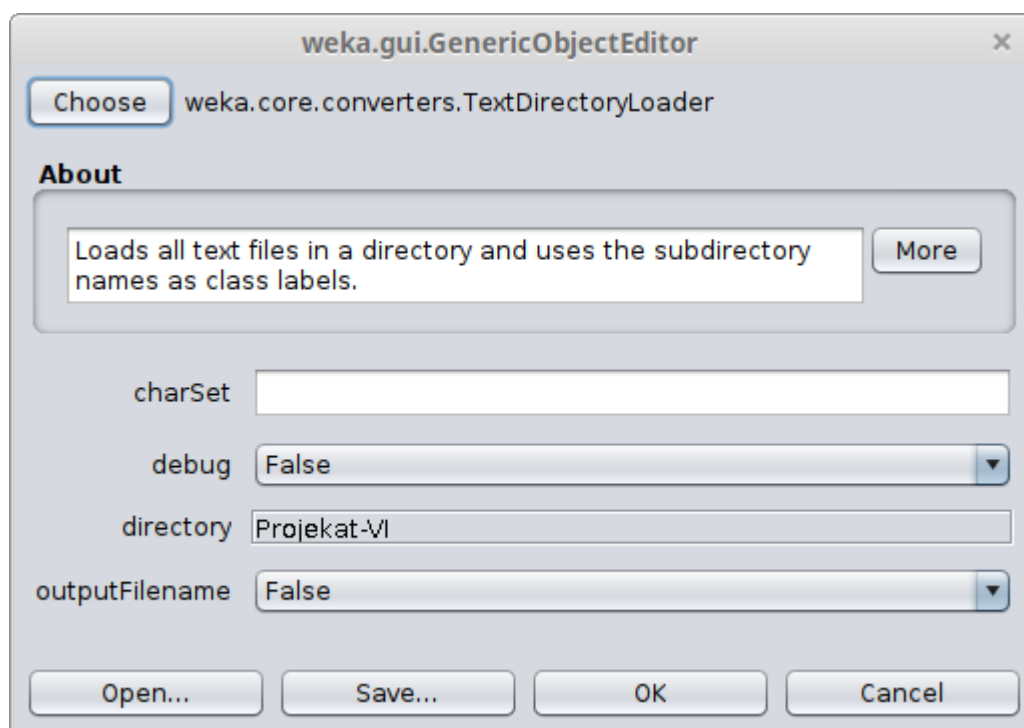 weka.gui.GenericObjectEditor ×
Choose weka.core.converters.TextDirectoryLoader
About
Loads all text files in a directory and uses the subdirectory
names as class labels.
More
charSet
debug False
directory Projekat-VI
outputFilename False
Open... Save... OK Cancel